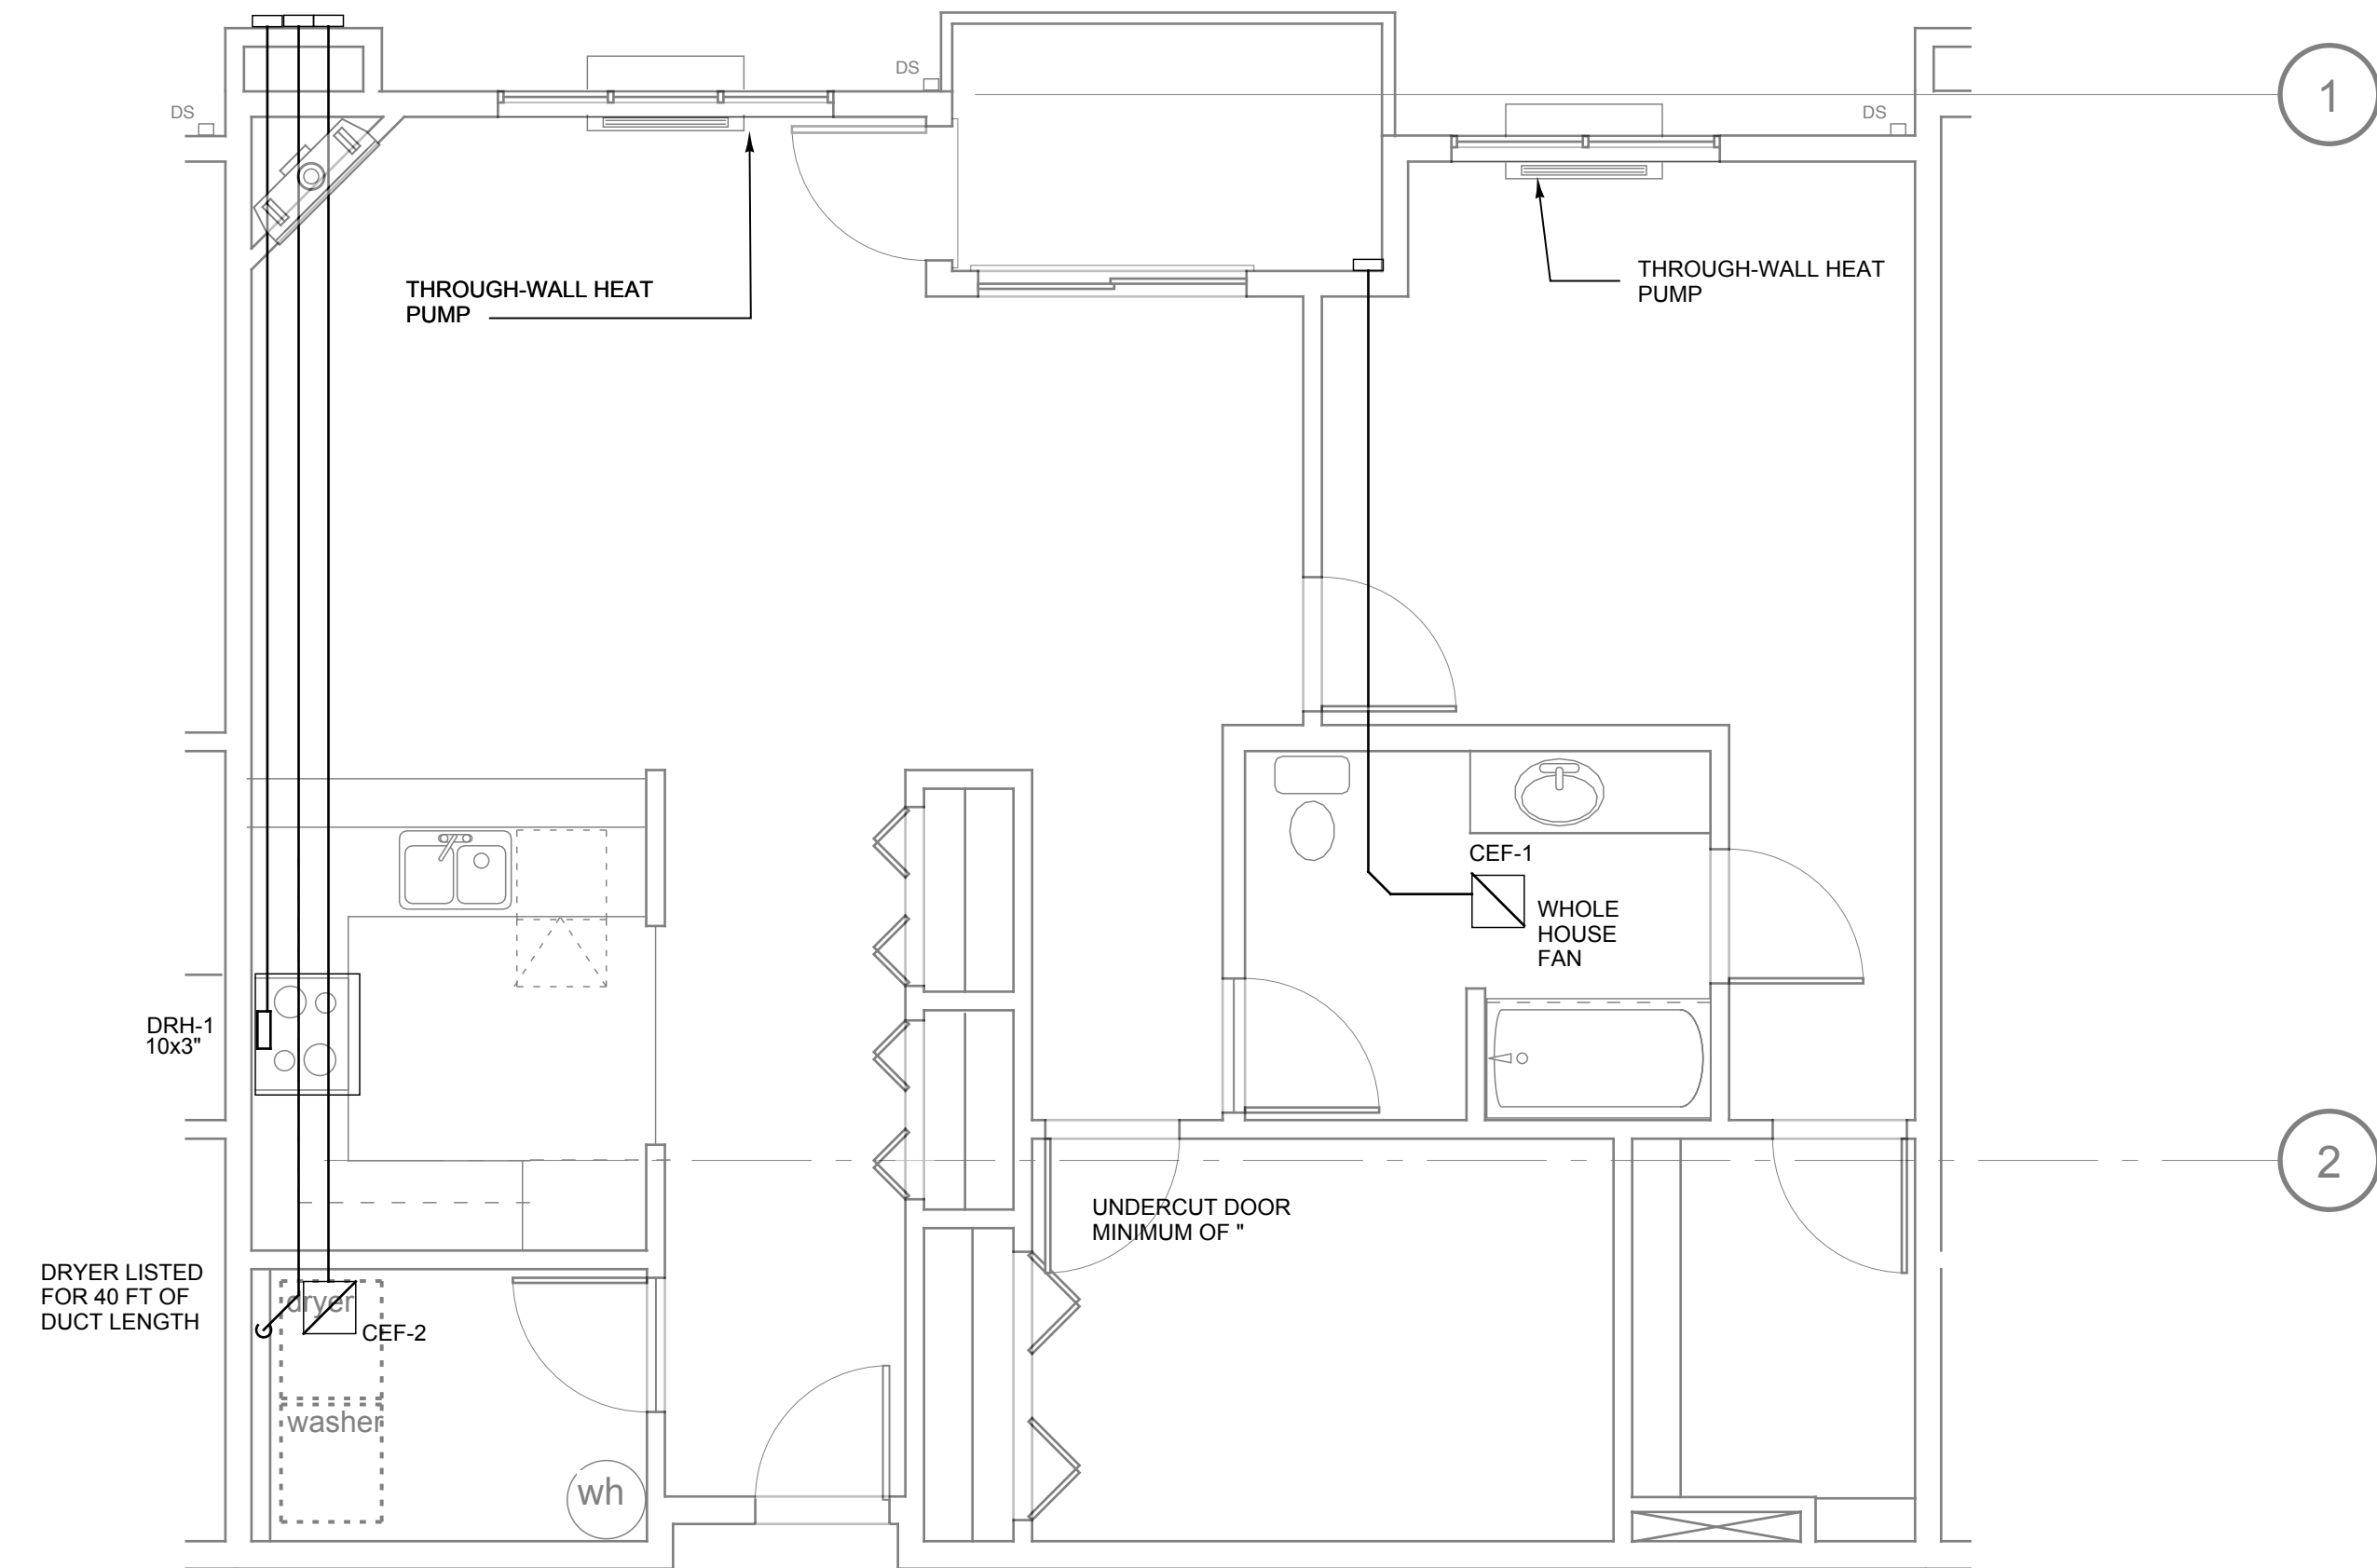 1
DS
DS
DS
THROUGH-WALL HEAT
PUMP
THROUGH-WALL HEAT
PUMP
CEF-1
WHOLE
HOUSE
FAN
DRH-1
10x3"
2
UNDERCUT DOOR
MINIMUM OF "
DRYER LISTED
FOR 40 FT OF
DUCT LENGTH
dryer
CEF-2
washer
wh